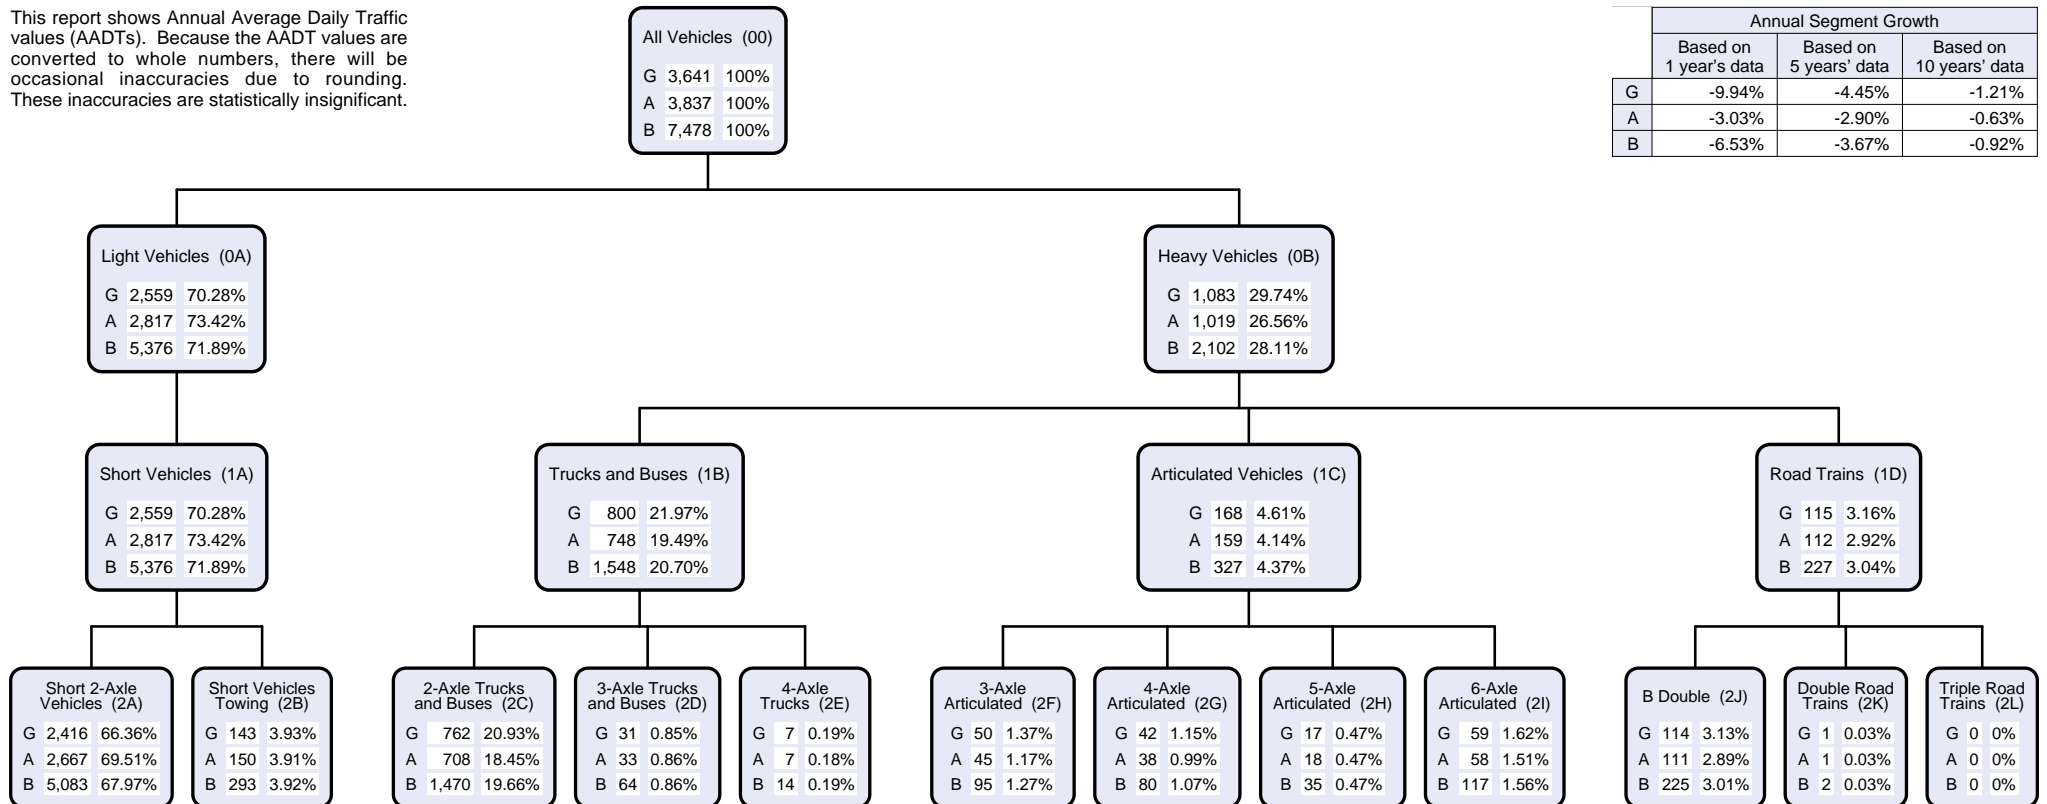 This report shows Annual Average Daily Traffic
values (AADTs). Because the AADT values are
converted to whole numbers, there will be
occasional inaccuracies due to rounding.
These inaccuracies are statistically insignificant.
All Vehicles (00)
G 3,641 100%
A 3,837 100%
B 7,478 100%
Annual Segment Growth
Based on 1 year's data Based on 5 years' data Based on 10 years' data
G -9.94% -4.45% -1.21%
A -3.03% -2.90% -0.63%
B -6.53% -3.67% -0.92%
Light Vehicles (0A)
G 2,559 70.28%
A 2,817 73.42%
B 5,376 71.89%
Heavy Vehicles (0B)
G 1,083 29.74%
A 1,019 26.56%
B 2,102 28.11%
Short Vehicles (1A)
G 2,559 70.28%
A 2,817 73.42%
B 5,376 71.89%
Trucks and Buses (1B)
G 800 21.97%
A 748 19.49%
B 1,548 20.70%
Articulated Vehicles (1C)
G 168 4.61%
A 159 4.14%
B 327 4.37%
Road Trains (1D)
G 115 3.16%
A 112 2.92%
B 227 3.04%
Short 2-Axle
Vehicles (2A)
G 2,416 66.36%
A 2,667 69.51%
B 5,083 67.97%
Short Vehicles
Towing (2B)
G 143 3.93%
A 150 3.91%
B 293 3.92%
2-Axle Trucks
and Buses (2C)
G 762 20.93%
A 708 18.45%
B 1,470 19.66%
3-Axle Trucks
and Buses (2D)
G 31 0.85%
A 33 0.86%
B 64 0.86%
4-Axle
Trucks (2E)
G 7 0.19%
A 7 0.18%
B 14 0.19%
3-Axle
Articulated (2F)
G 50 1.37%
A 45 1.17%
B 95 1.27%
4-Axle
Articulated (2G)
G 42 1.15%
A 38 0.99%
B 80 1.07%
5-Axle
Articulated (2H)
G 17 0.47%
A 18 0.47%
B 35 0.47%
6-Axle
Articulated (2I)
G 59 1.62%
A 58 1.51%
B 117 1.56%
B Double (2J)
G 114 3.13%
A 111 2.89%
B 225 3.01%
Double Road
Trains (2K)
G 1 0.03%
A 1 0.03%
B 2 0.03%
Triple Road
Trains (2L)
G 0 0%
A 0 0%
B 0 0%